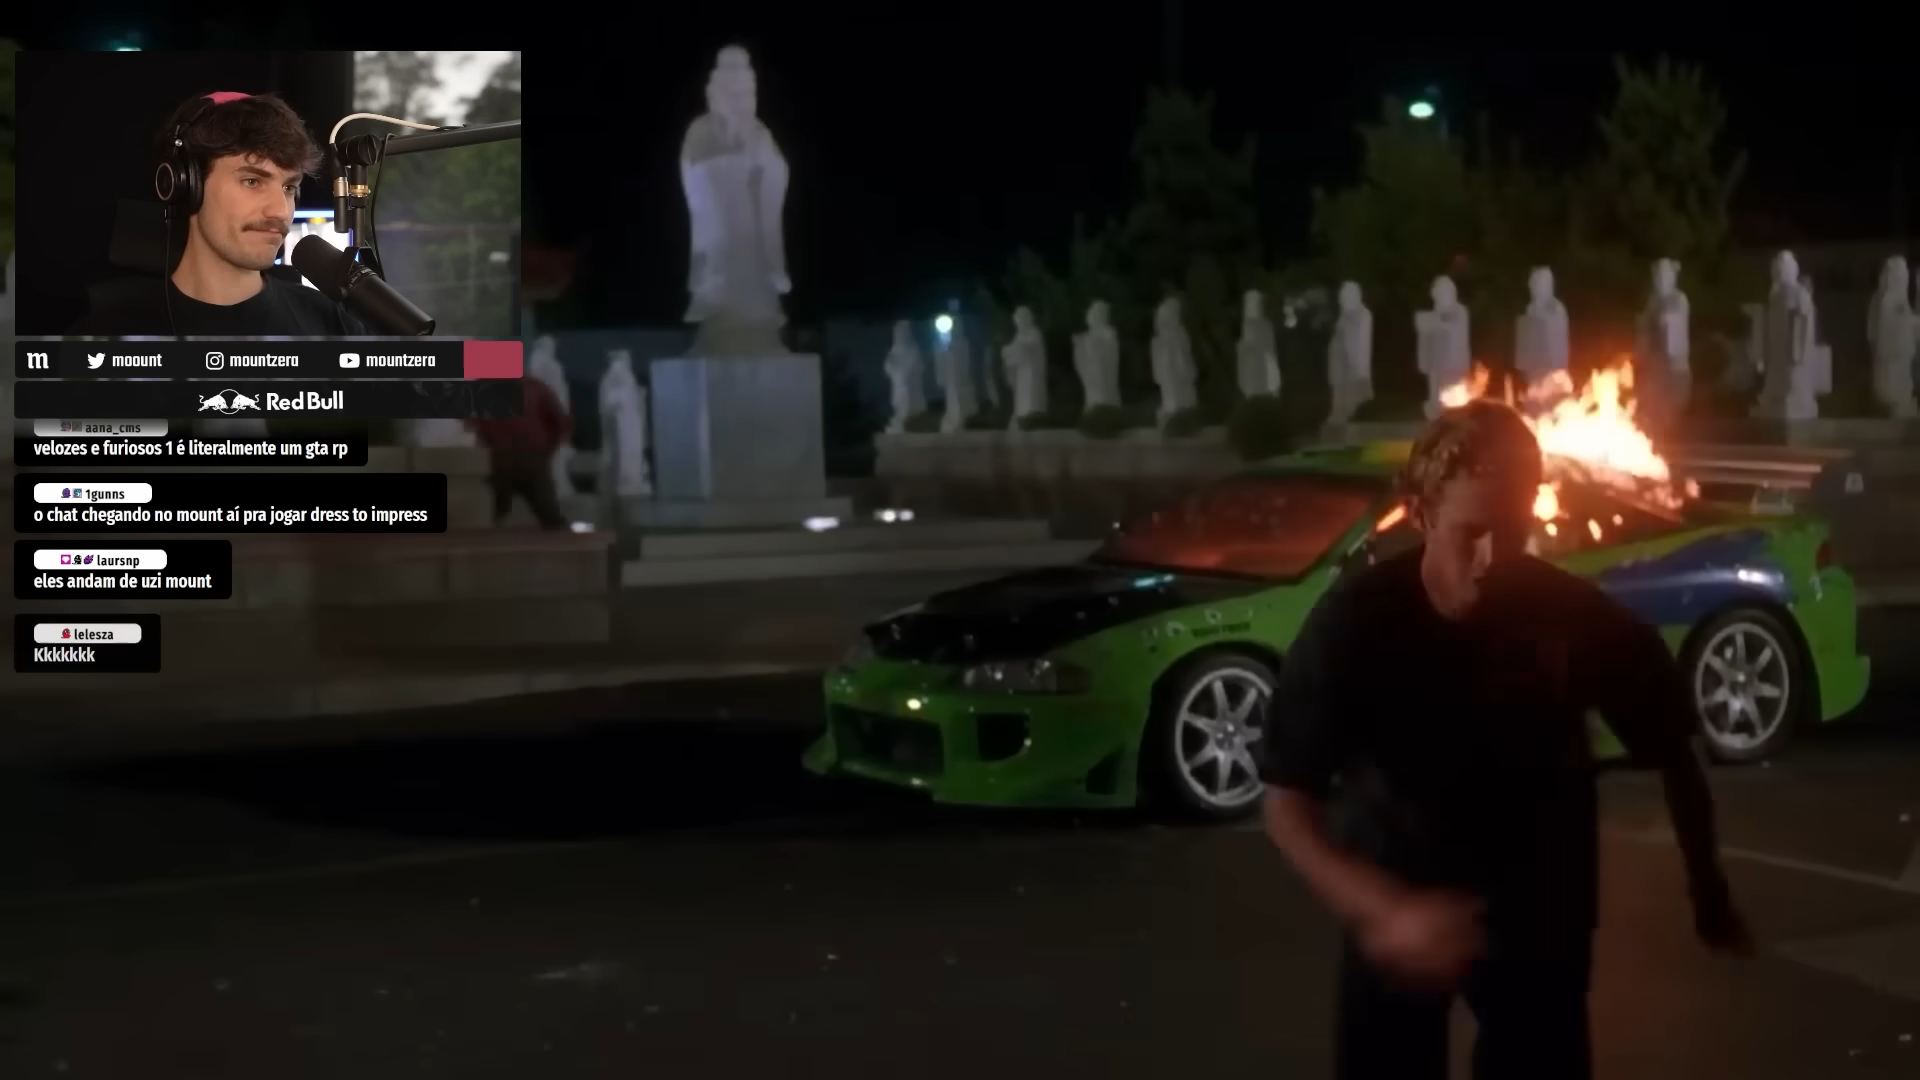 m moount mountzera mountzera
Red Bull
aana_cms
velozes e furiosos 1 é literalmente um gta rp
1gunns
o chat chegando no mount aí pra jogar dress to impress
laursnp
eles andam de uzi mount
lelesza
Kkkkkkk